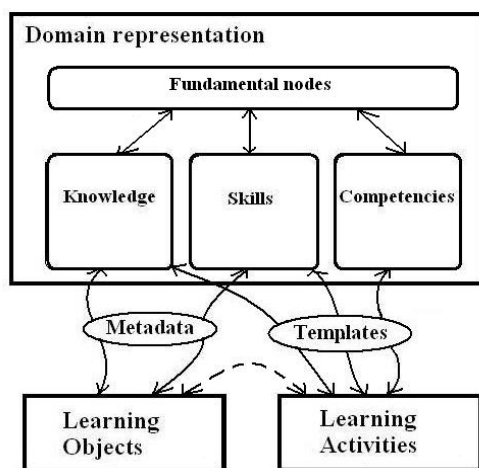 Domain representation
Fundamental nodes
Knowledge
Skills
Competencies
Metadata
Templates
Learning
Objects
Learning
Activities